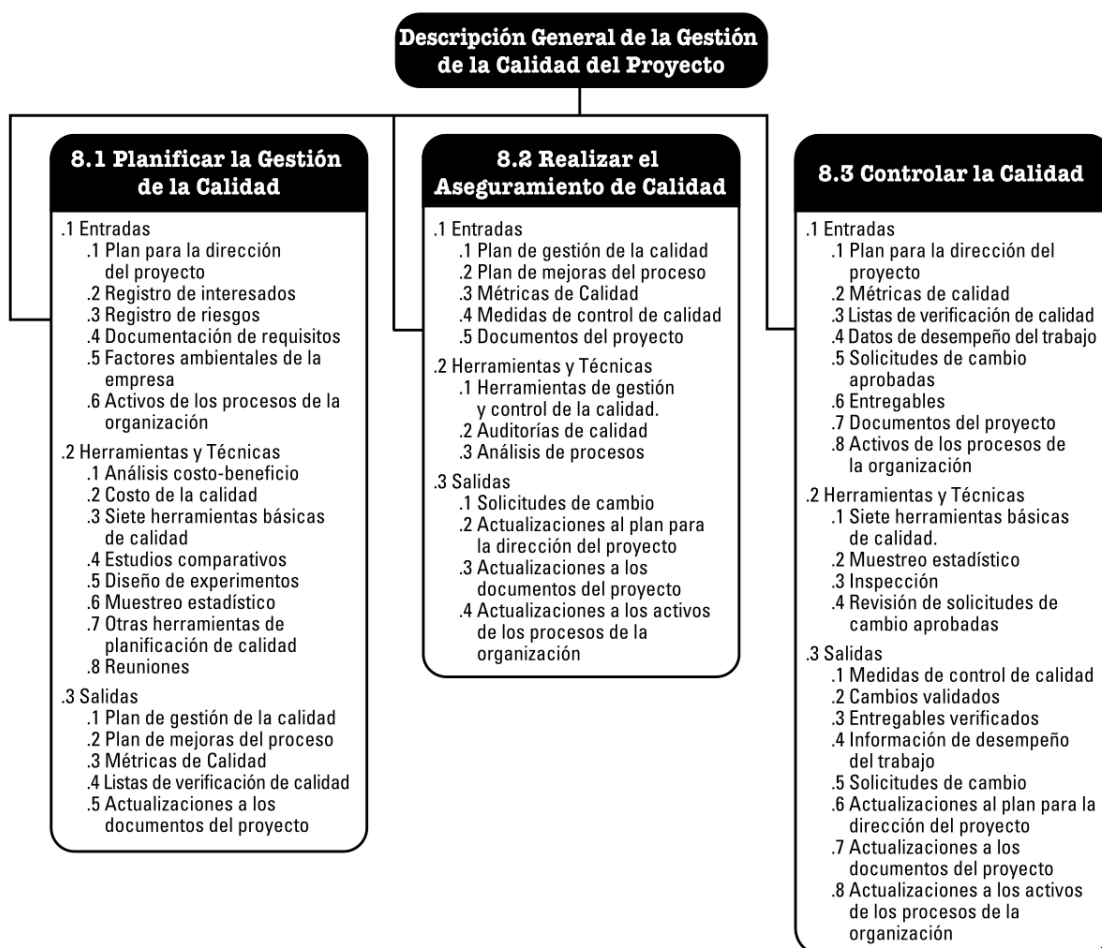 Descripción General de la Gestión
de la Calidad del Proyecto
8.1 Planificar la Gestión
de la Calidad
.1 Entradas
.1 Plan para la dirección
del proyecto
.2 Registro de interesados
.3 Registro de riesgos
.4 Documentación de requisitos
.5 Factores ambientales de la
empresa
.6 Activos de los procesos de la
organización
.2 Herramientas y Técnicas
.1 Análisis costo-beneficio
.2 Costo de la calidad
.3 Siete herramientas básicas
de calidad
.4 Estudios comparativos
.5 Diseño de experimentos
.6 Muestreo estadístico
.7 Otras herramientas de
planificación de calidad
.8 Reuniones
.3 Salidas
.1 Plan de gestión de la calidad
.2 Plan de mejoras del proceso
.3 Métricas de Calidad
.4 Listas de verificación de calidad
.5 Actualizaciones a los
documentos del proyecto
8.2 Realizar el
Aseguramiento de Calidad
.1 Entradas
.1 Plan de gestión de la calidad
.2 Plan de mejoras del proceso
.3 Métricas de Calidad
.4 Medidas de control de calidad
.5 Documentos del proyecto
.2 Herramientas y Técnicas
.1 Herramientas de gestión
y control de la calidad.
.2 Auditorías de calidad
.3 Análisis de procesos
.3 Salidas
.1 Solicitudes de cambio
.2 Actualizaciones al plan para
la dirección del proyecto
.3 Actualizaciones a los
documentos del proyecto
.4 Actualizaciones a los activos
de los procesos de la
organización
8.3 Controlar la Calidad
.1 Entradas
.1 Plan para la dirección del
proyecto
.2 Métricas de calidad
.3 Listas de verificación de calidad
.4 Datos de desempeño del trabajo
.5 Solicitudes de cambio
aprobadas
.6 Entregables
.7 Documentos del proyecto
.8 Activos de los procesos de
la organización
.2 Herramientas y Técnicas
.1 Siete herramientas básicas
de calidad.
.2 Muestreo estadístico
.3 Inspección
.4 Revisión de solicitudes de
cambio aprobadas
.3 Salidas
.1 Medidas de control de calidad
.2 Cambios validados
.3 Entregables verificados
.4 Información de desempeño
del trabajo
.5 Solicitudes de cambio
.6 Actualizaciones al plan para la
dirección del proyecto
.7 Actualizaciones a los
documentos del proyecto
.8 Actualizaciones a los activos
de los procesos de la
organización